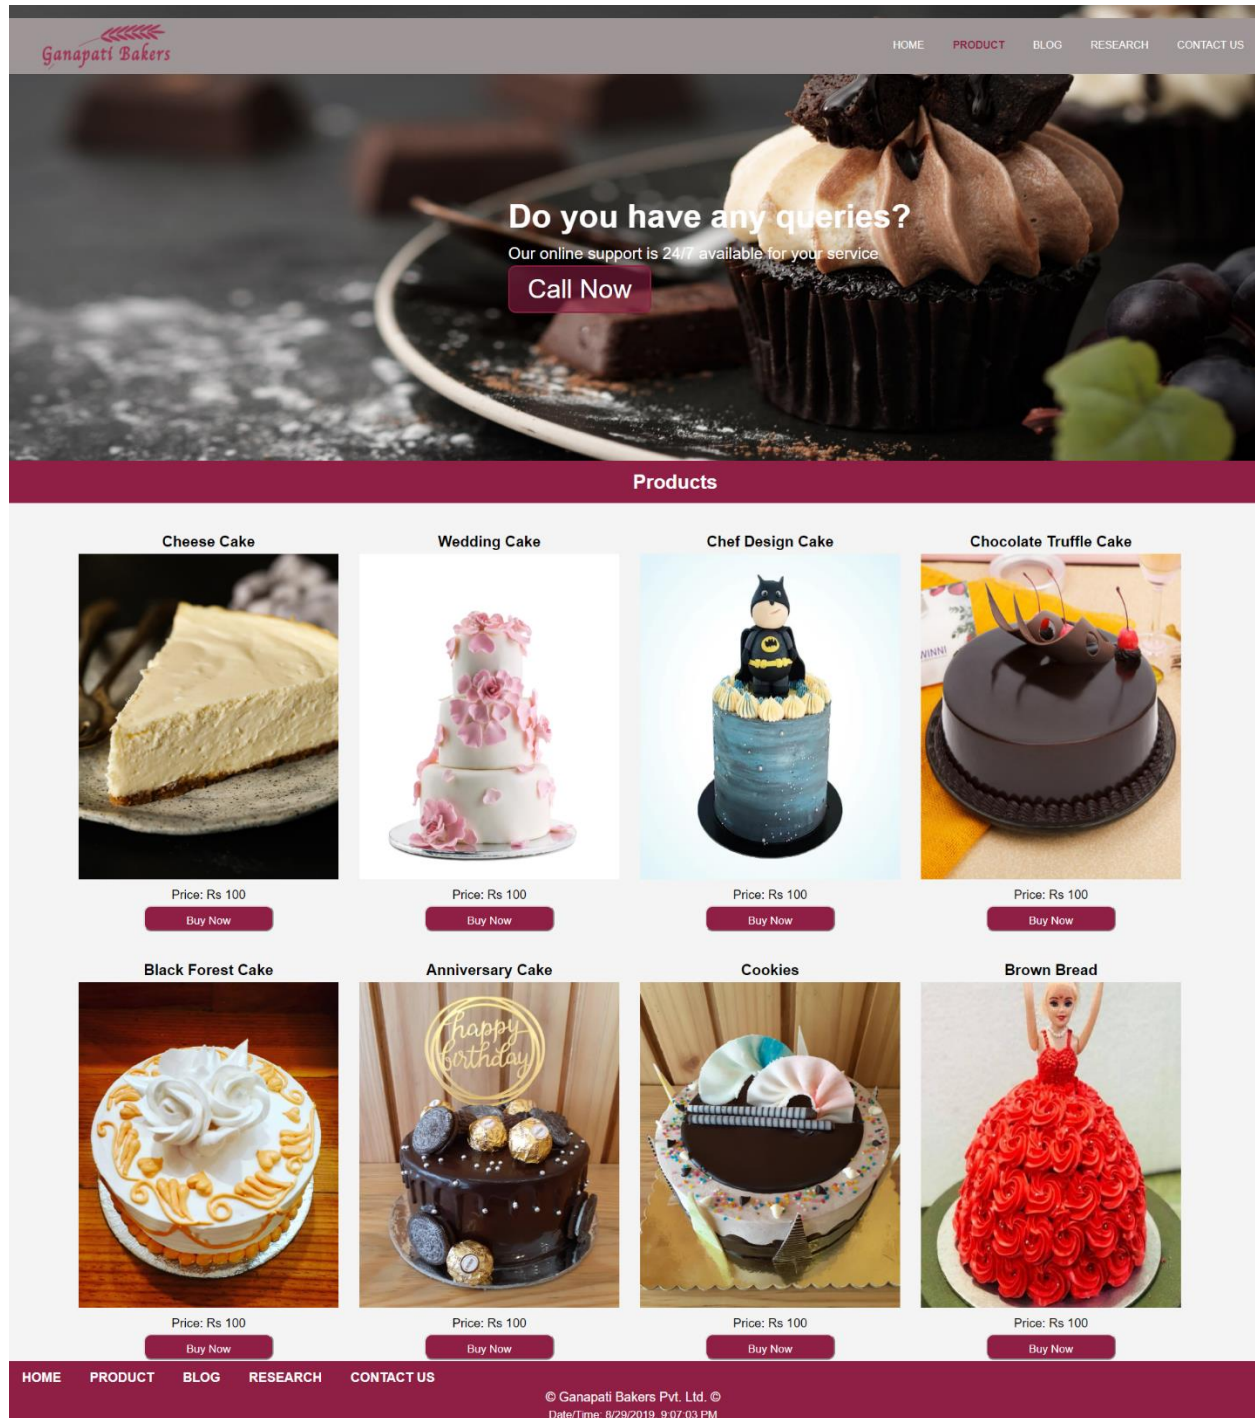 Ganapati Bakers
HOME PRODUCT BLOG RESEARCH CONTACT US
Do you have any queries?
Our online support is 24/7 available for your service
Call Now
Products
Cheese Cake Wedding Cake Chef Design Cake Chocolate Truffle Cake
WINNI
Price: Rs 100 Price: Rs 100 Price: Rs 100 Price: Rs 100
Buy Now Buy Now Buy Now Buy Now
Black Forest Cake Anniversary Cake Cookies Brown Bread
happy
birthday
Price: Rs 100 Price: Rs 100 Price: Rs 100 Price: Rs 100
Buy Now Buy Now Buy Now Buy Now
HOME PRODUCT BLOG RESEARCH CONTACT US
© Ganapati Bakers Pvt. Ltd. ©
Date/Time: 8/29/2019, 9:07:03 PM